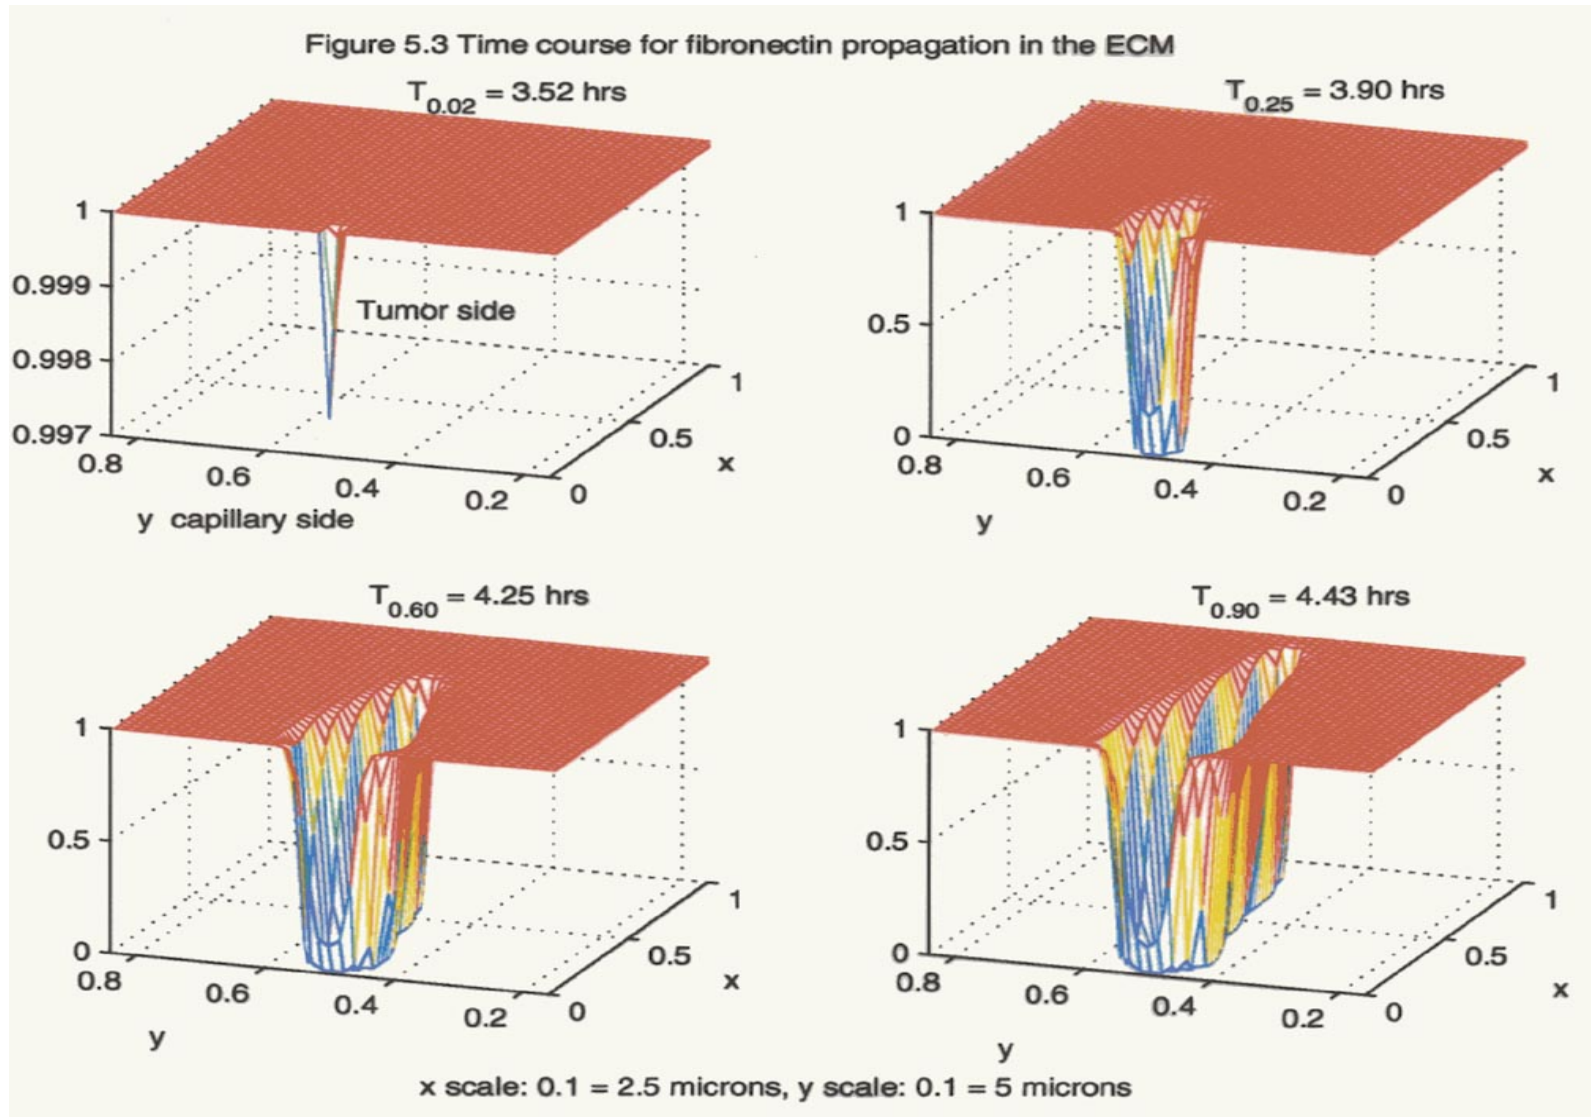 Figure 5.3 Time course for fibronectin propagation in the ECM
T0.02 = 3.52 hrs
1
0.999
0.998
0.997
Tumor side
0.8
0.6
0.4
0.2
0
0.5
1
x
y capillary side
T0.25 = 3.90 hrs
1
0.5
0
0.8
0.6
0.4
0.2
0
0.5
1
x
y
T0.60 = 4.25 hrs
1
0.5
0
0.8
0.6
0.4
0.2
0
0.5
1
x
y
T0.90 = 4.43 hrs
1
0.5
0
0.8
0.6
0.4
0.2
0
0.5
1
x
y
x scale: 0.1 = 2.5 microns, y scale: 0.1 = 5 microns